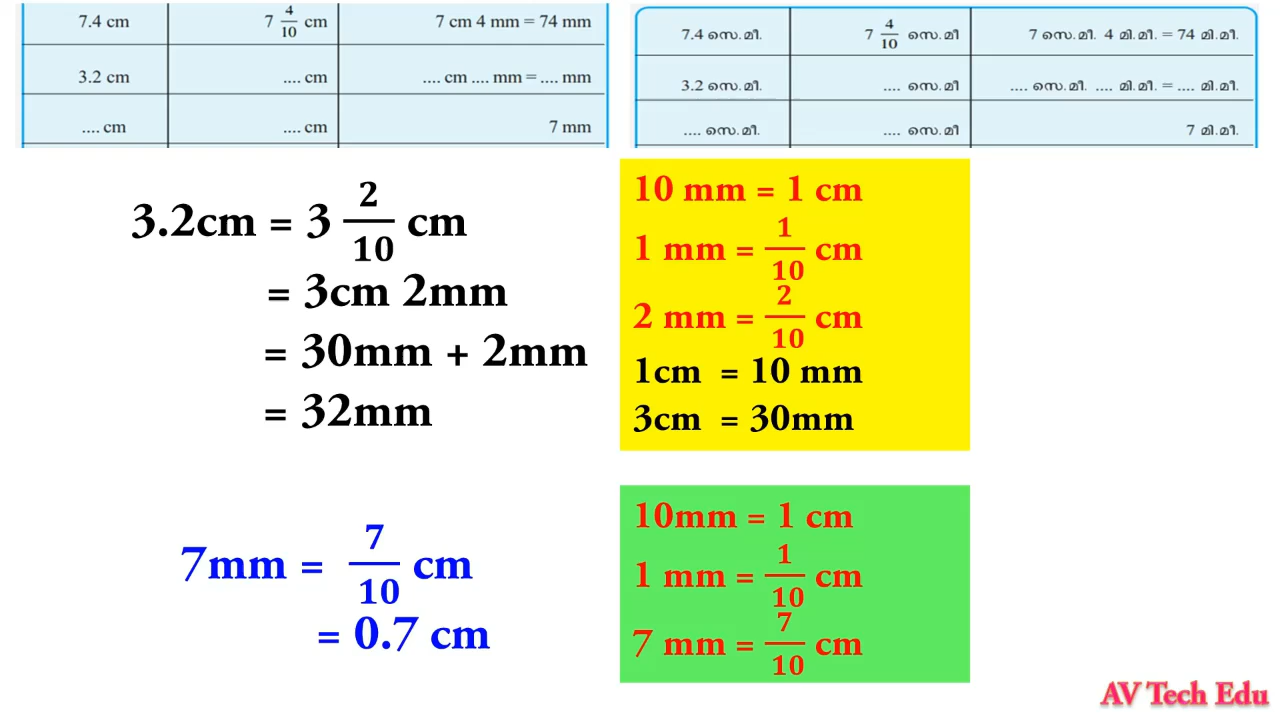 7.4 cm 7 4/10 cm 7 cm 4 mm = 74 mm
3.2 cm .... cm .... cm .... mm = .... mm
.... cm .... cm 7 mm
7.4 സെ.മീ. 7 4/10 സെ.മീ 7 സെ.മീ. 4 മി.മീ. = 74 മി.മീ.
3.2 സെ.മീ. .... സെ.മീ .... സെ.മീ. .... മി.മീ. = .... മി.മീ.
.... സെ.മീ. .... സെ.മീ 7 മി.മീ.
3.2cm = 3 2/10 cm
= 3cm 2mm
= 30mm + 2mm
= 32mm
10 mm = 1 cm
1 mm = 1/10 cm
2 mm = 2/10 cm
1cm = 10 mm
3cm = 30mm
7mm = 7/10 cm
= 0.7 cm
10mm = 1 cm
1 mm = 1/10 cm
7 mm = 7/10 cm
AV Tech Edu